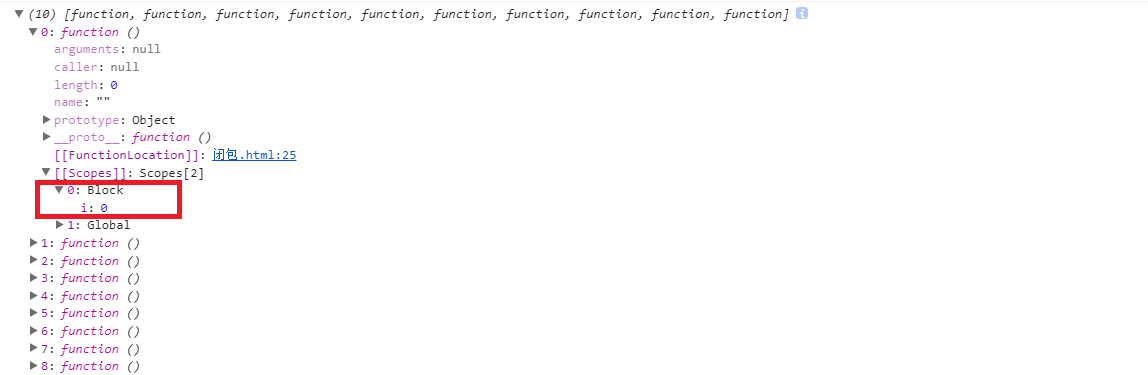 (10) [function, function, function, function, function, function, function, function, function, function]
0: function ()
arguments: null
caller: null
length: 0
name: ""
prototype: Object
__proto__: function ()
[[FunctionLocation]]: 闭包.html:25
[[Scopes]]: Scopes[2]
0: Block
i: 0
1: Global
1: function ()
2: function ()
3: function ()
4: function ()
5: function ()
6: function ()
7: function ()
8: function ()